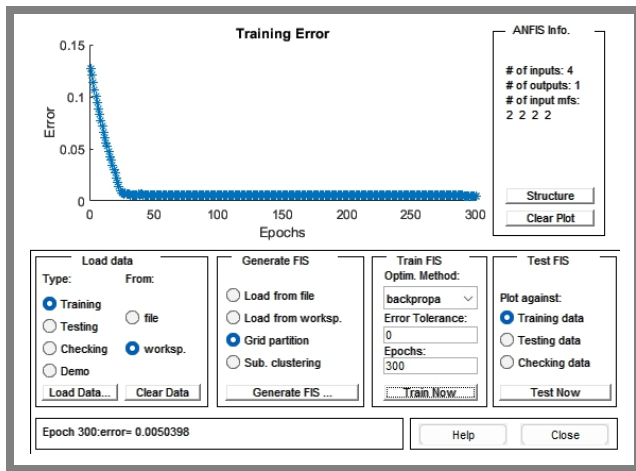 Training Error
ANFIS Info.
0.15
0.1
0.05
0
Error
0 50 100 150 200 250 300
Epochs
# of inputs: 4
# of outputs: 1
# of input mfs:
2 2 2 2
Structure
Clear Plot
Load data
Type: From:
Training
Testing
Checking
Demo
file
worksp.
Load Data...
Clear Data
Generate FIS
Load from file
Load from worksp.
Grid partition
Sub. clustering
Generate FIS ...
Train FIS
Optim. Method:
backpropa
Error Tolerance:
0
Epochs:
300
Train Now
Test FIS
Plot against:
Training data
Testing data
Checking data
Test Now
Epoch 300:error= 0.0050398
Help
Close